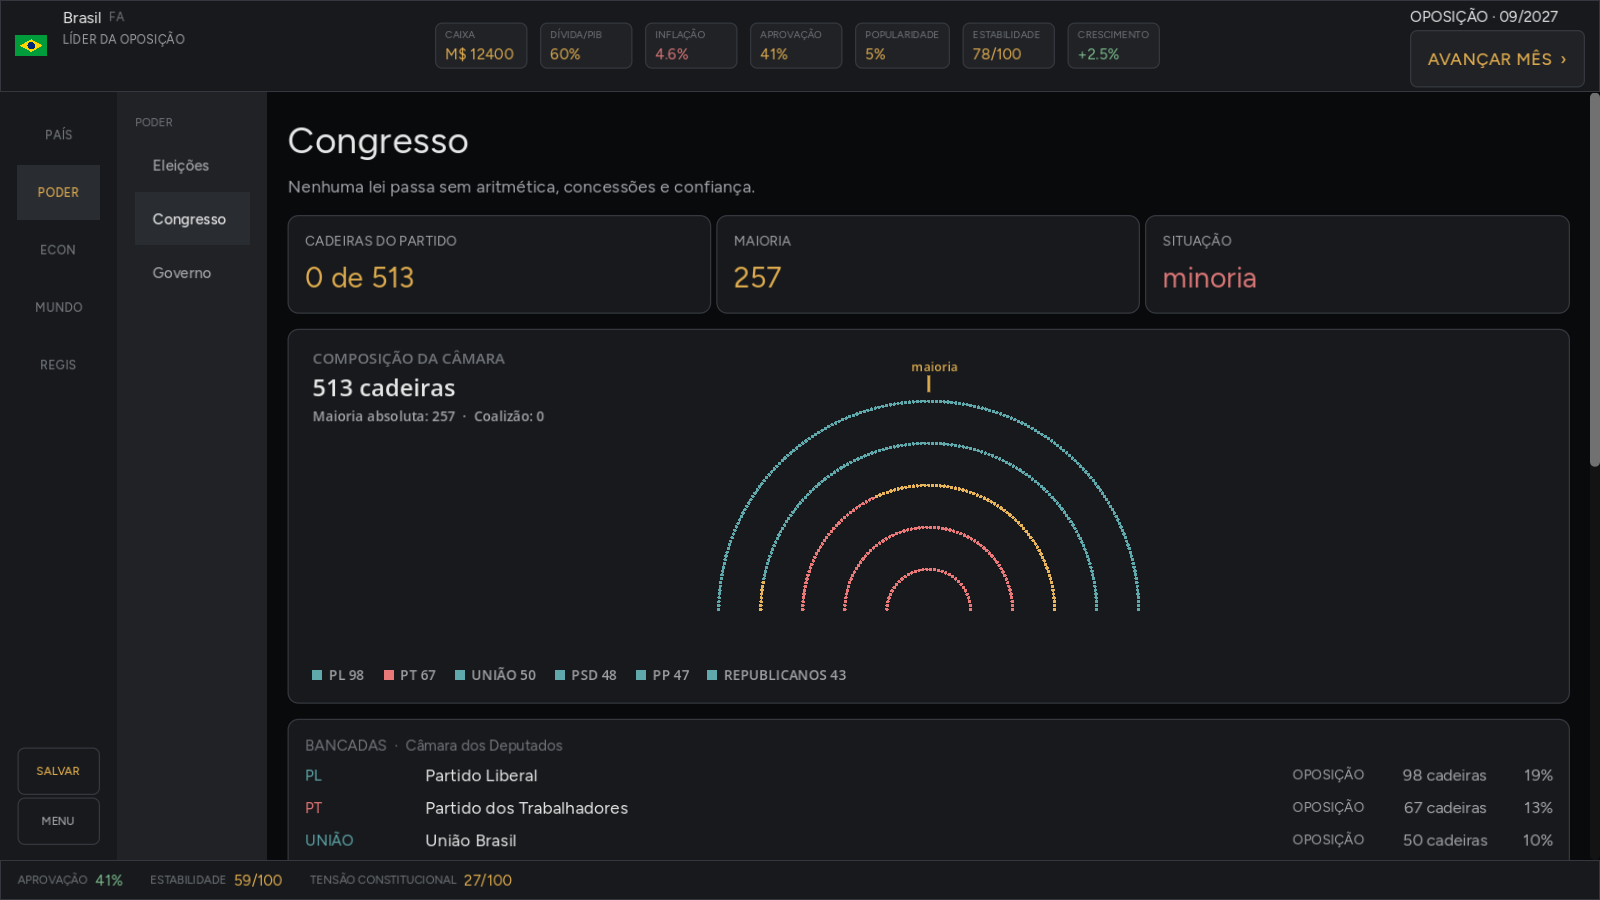 Brasil FA
LÍDER DA OPOSIÇÃO
CAIXA
M$ 12400
DÍVIDA/PIB
60%
INFLAÇÃO
4.6%
APROVAÇÃO
41%
POPULARIDADE
5%
ESTABILIDADE
78/100
CRESCIMENTO
+2.5%
OPOSIÇÃO · 09/2027
AVANÇAR MÊS ›
PAÍS
PODER
ECON
MUNDO
REGIS
SALVAR
MENU
PODER
Eleições
Congresso
Governo
Congresso
Nenhuma lei passa sem aritmética, concessões e confiança.
CADEIRAS DO PARTIDO
0 de 513
MAIORIA
257
SITUAÇÃO
minoria
COMPOSIÇÃO DA CÂMARA
513 cadeiras
Maioria absoluta: 257 · Coalizão: 0
maioria
PL 98 PT 67 UNIÃO 50 PSD 48 PP 47 REPUBLICANOS 43
BANCADAS · Câmara dos Deputados
PL Partido Liberal OPOSIÇÃO 98 cadeiras 19%
PT Partido dos Trabalhadores OPOSIÇÃO 67 cadeiras 13%
UNIÃO União Brasil OPOSIÇÃO 50 cadeiras 10%
APROVAÇÃO 41% ESTABILIDADE 59/100 TENSÃO CONSTITUCIONAL 27/100